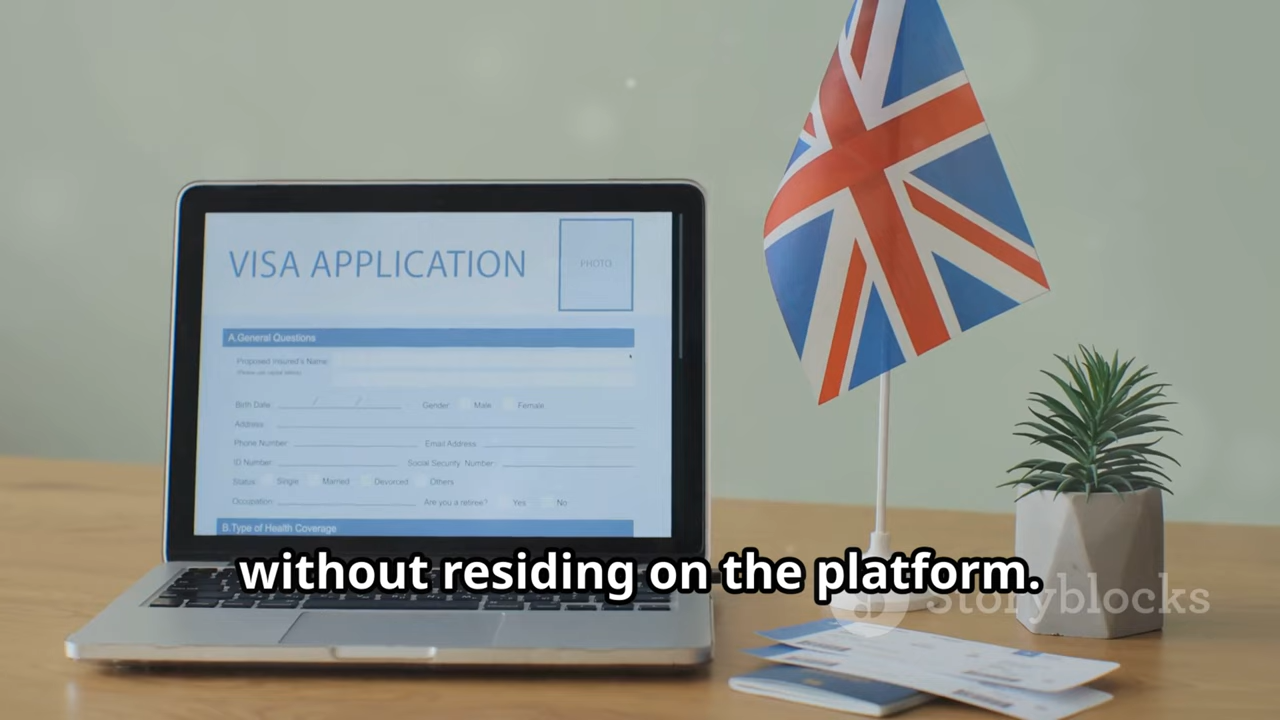 VISA APPLICATION
PHOTO
A.General Questions
Proposed Insured's Name:
Birth Date: / / Gender Male Female
Address:
Phone Number: Email Address:
ID Number: Social Security Number:
Status: Single Married Divorced Others
Occupation: Are you a retiree? Yes No
B.Type of Health Coverage
without residing on the platform.
Storyblocks